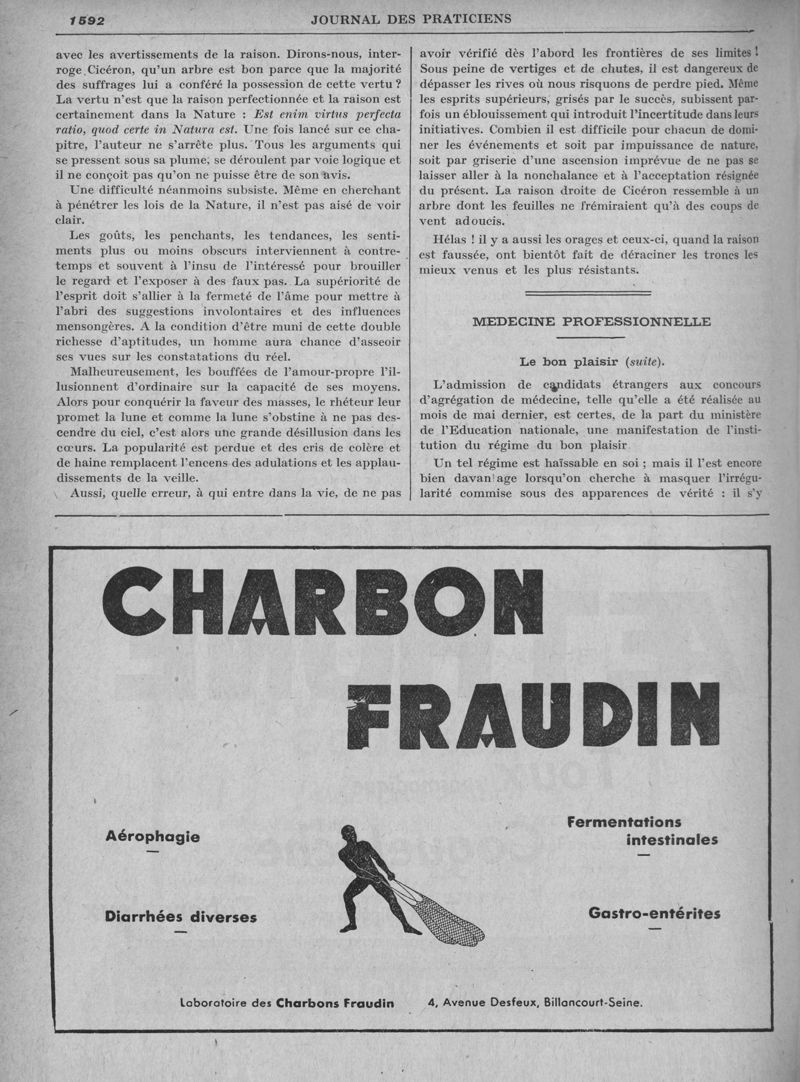 1592
JOURNAL DES PRATICIENS
avec les avertissements de la raison. Dirons-nous, inter-
roge Cicéron, qu'un arbre est bon parce que la majorité
des suffrages lui a conféré la possession de cette vertu ?
La vertu n'est que la raison perfectionnée et la raison est
certainement dans la Nature : Est enim virtus perfecta
ratio, quod certe in Natura est. Une fois lancé sur ce cha-
pitre, l'auteur ne s'arrête plus. Tous les arguments qui
se pressent sous sa plume, se déroulent par voie logique et
il ne conçoit pas qu'on ne puisse être de son avis.
Une difficulté néanmoins subsiste. Même en cherchant
à pénétrer les lois de la Nature, il n'est pas aisé de voir
clair.
Les goûts, les penchants, les tendances, les senti-
ments plus ou moins obscurs interviennent à contre-
temps et souvent à l'insu de l'intéressé pour brouiller
le regard et l'exposer à des faux pas. La supériorité de
l'esprit doit s'allier à la fermeté de l'âme pour mettre à
l'abri des suggestions involontaires et des influences
mensongères. A la condition d'être muni de cette double
richesse d'aptitudes, un homme aura chance d'asseoir
ses vues sur les constatations du réel.
Malheureusement, les bouffées de l'amour-propre l'il-
lusionnent d'ordinaire sur la capacité de ses moyens.
Alors pour conquérir la faveur des masses, le rhéteur leur
promet la lune et comme la lune s'obstine à ne pas des-
cendre du ciel, c'est alors une grande désillusion dans les
cœurs. La popularité est perdue et des cris de colère et
de haine remplacent l'encens des adulations et les applau-
dissements de la veille.
Aussi, quelle erreur, à qui entre dans la vie, de ne pas
avoir vérifié dès l'abord les frontières de ses limites !
Sous peine de vertiges et de chutes, il est dangereux de
dépasser les rives où nous risquons de perdre pied. Même
les esprits supérieurs, grisés par le succès, subissent par-
fois un éblouissement qui introduit l'incertitude dans leurs
initiatives. Combien il est difficile pour chacun de domi-
ner les événements et soit par impuissance de nature,
soit par griserie d'une ascension imprévue de ne pas se
laisser aller à la nonchalance et à l'acceptation résignée
du présent. La raison droite de Cicéron ressemble à un
arbre dont les feuilles ne frémiraient qu'à des coups de
vent adoucis.
Hélas ! il y a aussi les orages et ceux-ci, quand la raison
est faussée, ont bientôt fait de déraciner les troncs les
mieux venus et les plus résistants.
MEDECINE PROFESSIONNELLE
Le bon plaisir (suite).
L'admission de candidats étrangers aux concours
d'agrégation de médecine, telle qu'elle a été réalisée au
mois de mai dernier, est certes, de la part du ministère
de l'Education nationale, une manifestation de l'insti-
tution du régime du bon plaisir
Un tel régime est haïssable en soi ; mais il l'est encore
bien davantage lorsqu'on cherche à masquer l'irrégu-
larité commise sous des apparences de vérité : il s'y
CHARBON
FRAUDIN
Aérophagie
Fermentations
intestinales
Diarrhées diverses
Gastro-entérites
Laboratoire des Charbons Fraudin 4, Avenue Desfeux, Billancourt-Seine.